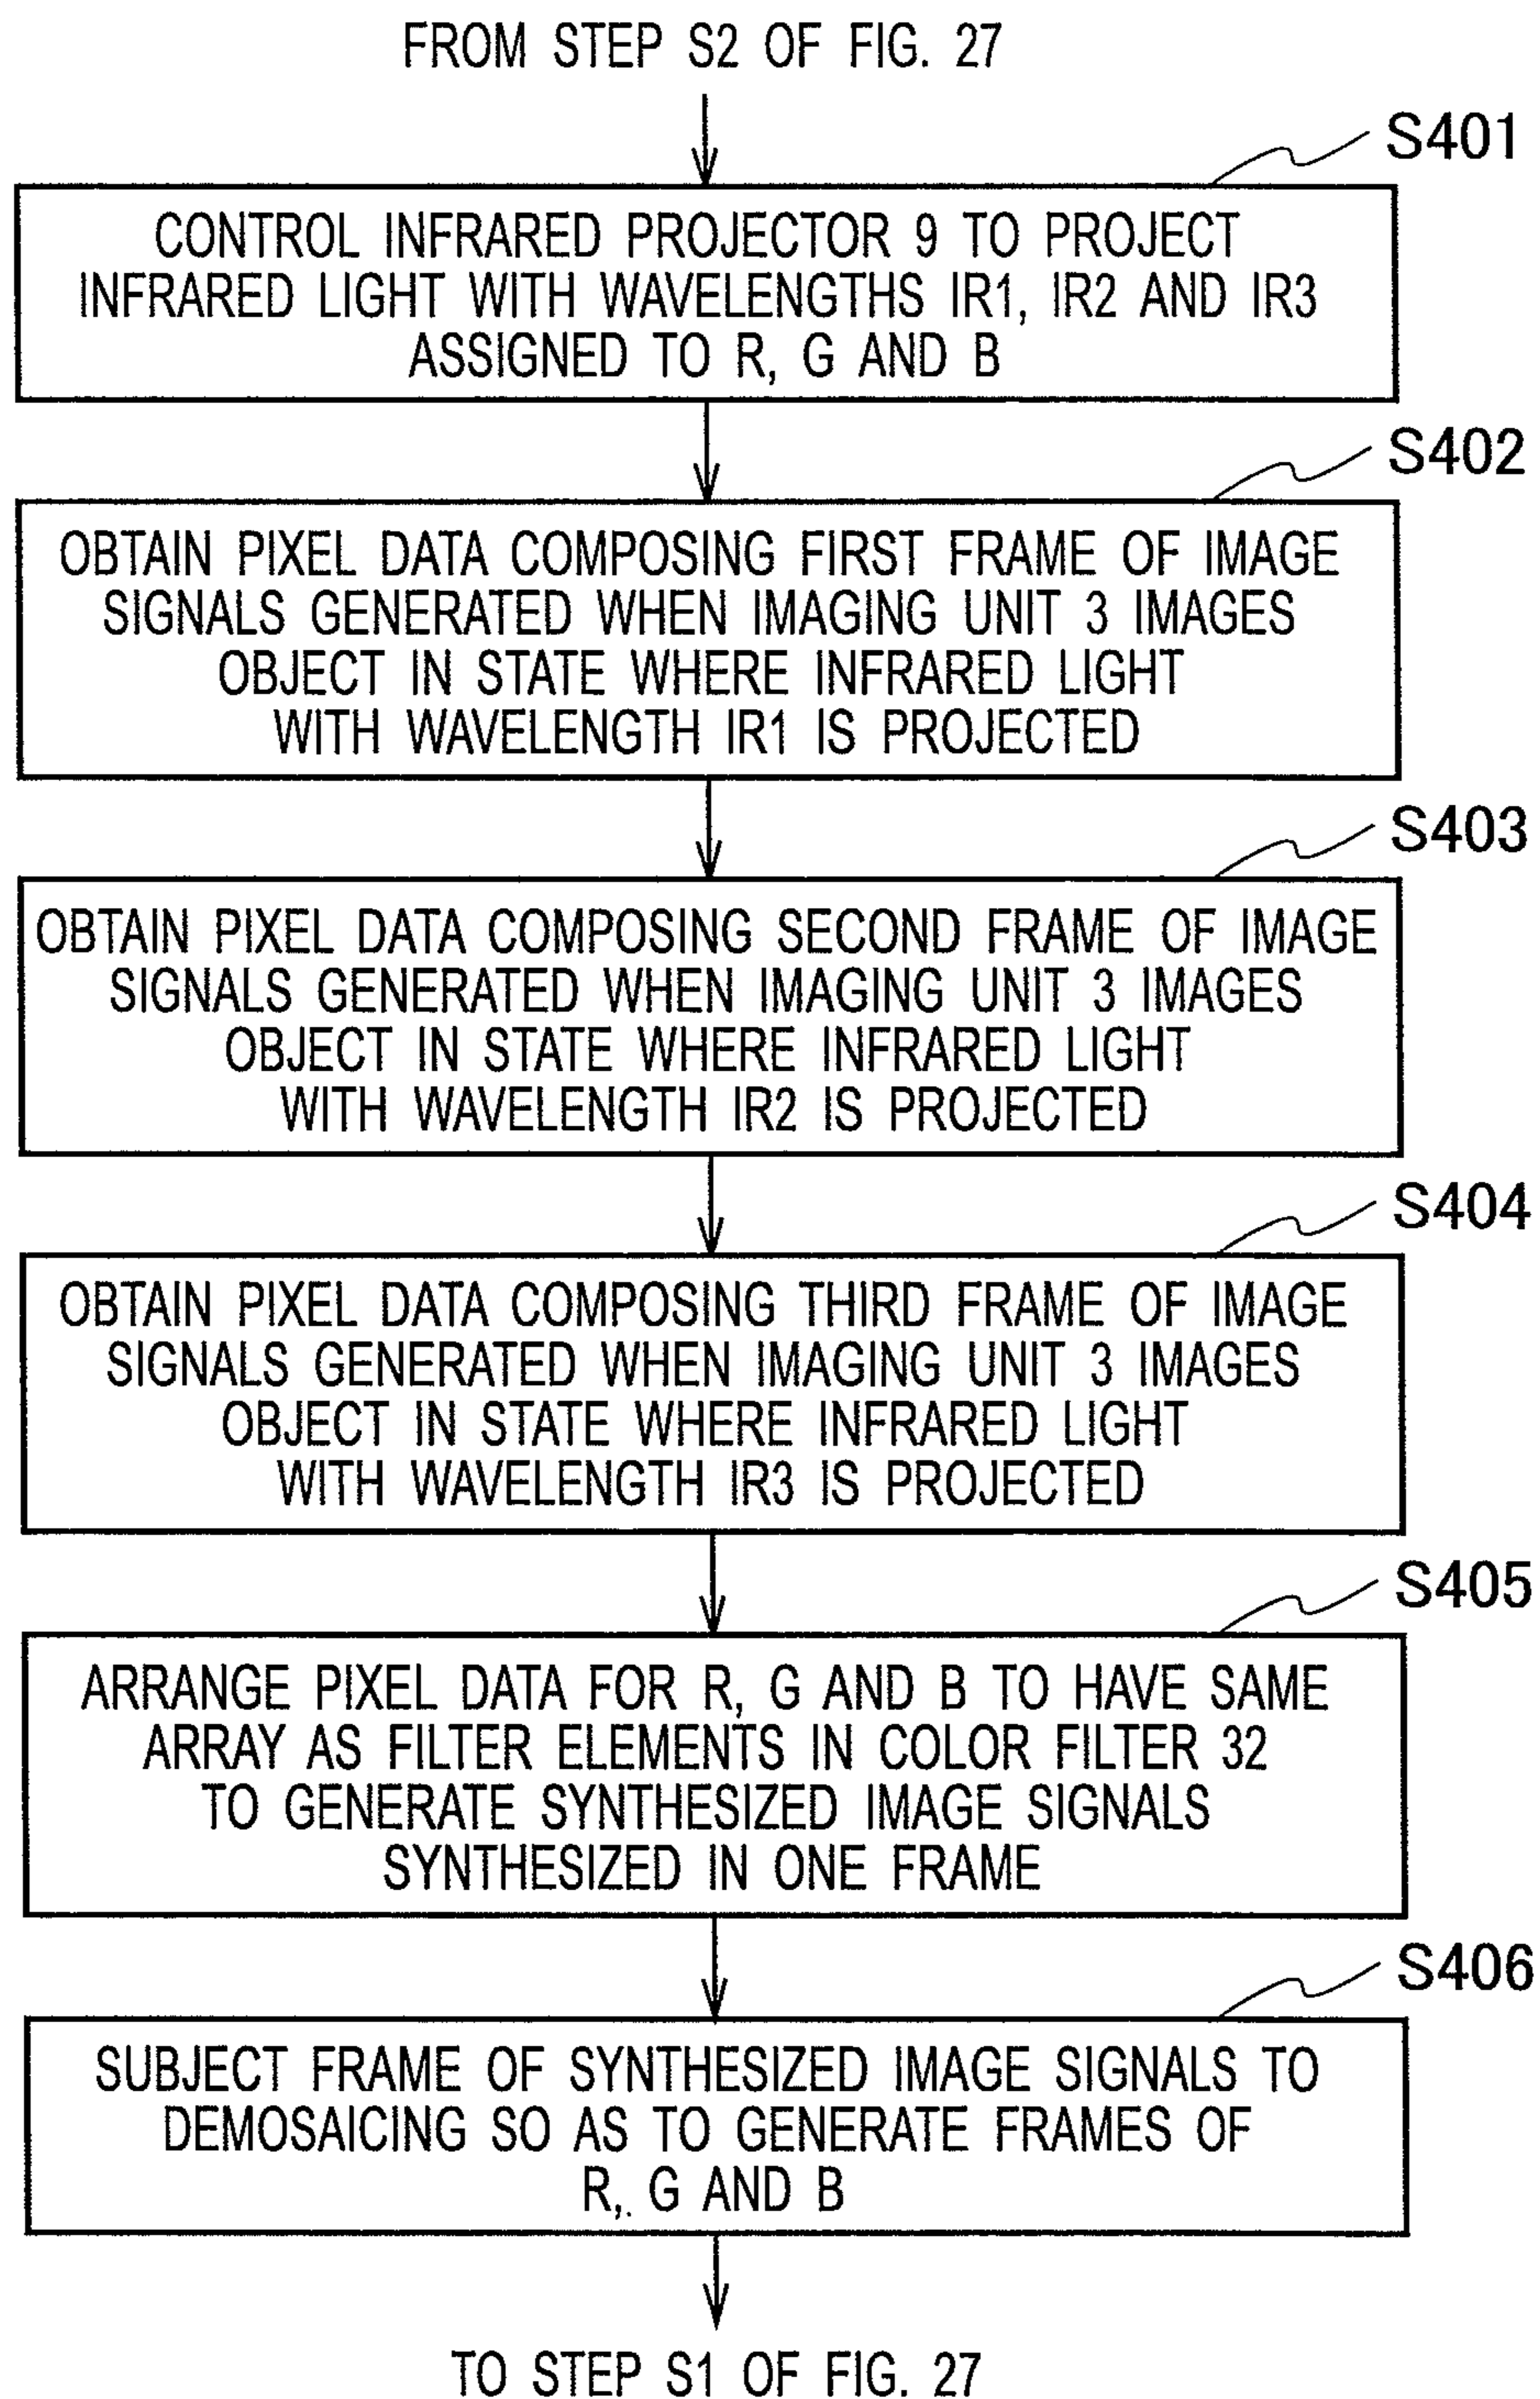 FROM STEP S2 OF FIG. 27
S401
CONTROL INFRARED PROJECTOR 9 TO PROJECT
INFRARED LIGHT WITH WAVELENGTHS IR1, IR2 AND IR3
ASSIGNED TO R, G AND B
S402
OBTAIN PIXEL DATA COMPOSING FIRST FRAME OF IMAGE
SIGNALS GENERATED WHEN IMAGING UNIT 3 IMAGES
OBJECT IN STATE WHERE INFRARED LIGHT
WITH WAVELENGTH IR1 IS PROJECTED
S403
OBTAIN PIXEL DATA COMPOSING SECOND FRAME OF IMAGE
SIGNALS GENERATED WHEN IMAGING UNIT 3 IMAGES
OBJECT IN STATE WHERE INFRARED LIGHT
WITH WAVELENGTH IR2 IS PROJECTED
S404
OBTAIN PIXEL DATA COMPOSING THIRD FRAME OF IMAGE
SIGNALS GENERATED WHEN IMAGING UNIT 3 IMAGES
OBJECT IN STATE WHERE INFRARED LIGHT
WITH WAVELENGTH IR3 IS PROJECTED
S405
ARRANGE PIXEL DATA FOR R, G AND B TO HAVE SAME
ARRAY AS FILTER ELEMENTS IN COLOR FILTER 32
TO GENERATE SYNTHESIZED IMAGE SIGNALS
SYNTHESIZED IN ONE FRAME
S406
SUBJECT FRAME OF SYNTHESIZED IMAGE SIGNALS TO
DEMOSAICING SO AS TO GENERATE FRAMES OF
R, G AND B
TO STEP S1 OF FIG. 27